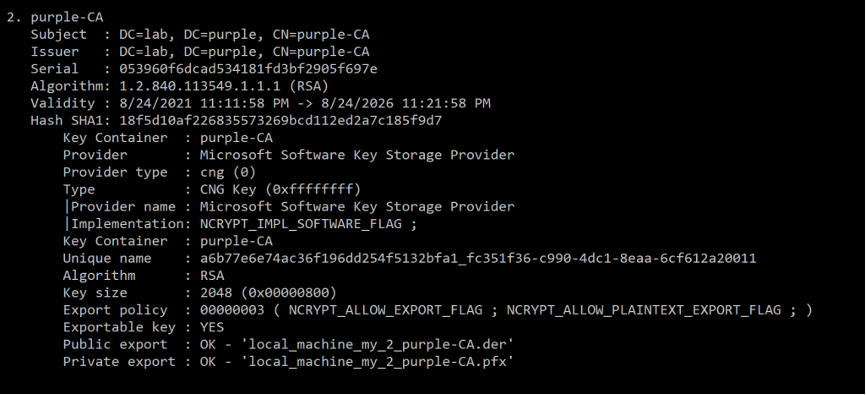 2. purple-CA
Subject : DC=lab, DC=purple, CN=purple-CA
Issuer : DC=lab, DC=purple, CN=purple-CA
Serial : 053960f6dcad534181fd3bf2905f697e
Algorithm: 1.2.840.113549.1.1.1 (RSA)
Validity : 8/24/2021 11:11:58 PM -> 8/24/2026 11:21:58 PM
Hash SHA1: 18f5d10af226835573269bcd112ed2a7c185f9d7
Key Container : purple-CA
Provider : Microsoft Software Key Storage Provider
Provider type : cng (0)
Type : CNG Key (0xffffffff)
|Provider name : Microsoft Software Key Storage Provider
|Implementation: NCRYPT_IMPL_SOFTWARE_FLAG ;
Key Container : purple-CA
Unique name : a6b77e6e74ac36f196dd254f5132bfa1_fc351f36-c990-4dc1-8eaa-6cf612a20011
Algorithm : RSA
Key size : 2048 (0x00000800)
Export policy : 00000003 ( NCRYPT_ALLOW_EXPORT_FLAG ; NCRYPT_ALLOW_PLAINTEXT_EXPORT_FLAG ; )
Exportable key : YES
Public export : OK - 'local_machine_my_2_purple-CA.der'
Private export : OK - 'local_machine_my_2_purple-CA.pfx'